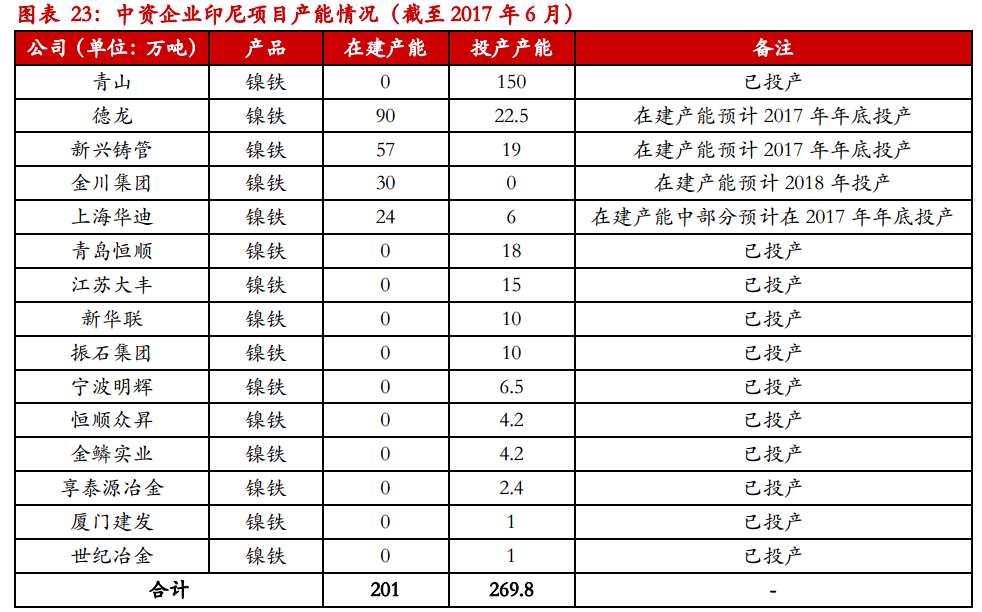 图表 23：中资企业印尼项目产能情况（截至 2017 年 6 月）
公司（单位：万吨） 产品 在建产能 投产产能 备注
青山 镍铁 0 150 已投产
德龙 镍铁 90 22.5 在建产能预计 2017 年年底投产
新兴铸管 镍铁 57 19 在建产能预计 2017 年年底投产
金川集团 镍铁 30 0 在建产能预计 2018 年投产
上海华迪 镍铁 24 6 在建产能中部分预计在 2017 年年底投产
青岛恒顺 镍铁 0 18 已投产
江苏大丰 镍铁 0 15 已投产
新华联 镍铁 0 10 已投产
振石集团 镍铁 0 10 已投产
宁波明辉 镍铁 0 6.5 已投产
恒顺众昇 镍铁 0 4.2 已投产
金鳞实业 镍铁 0 4.2 已投产
享泰源冶金 镍铁 0 2.4 已投产
厦门建发 镍铁 0 1 已投产
世纪冶金 镍铁 0 1 已投产
合计 201 269.8 -